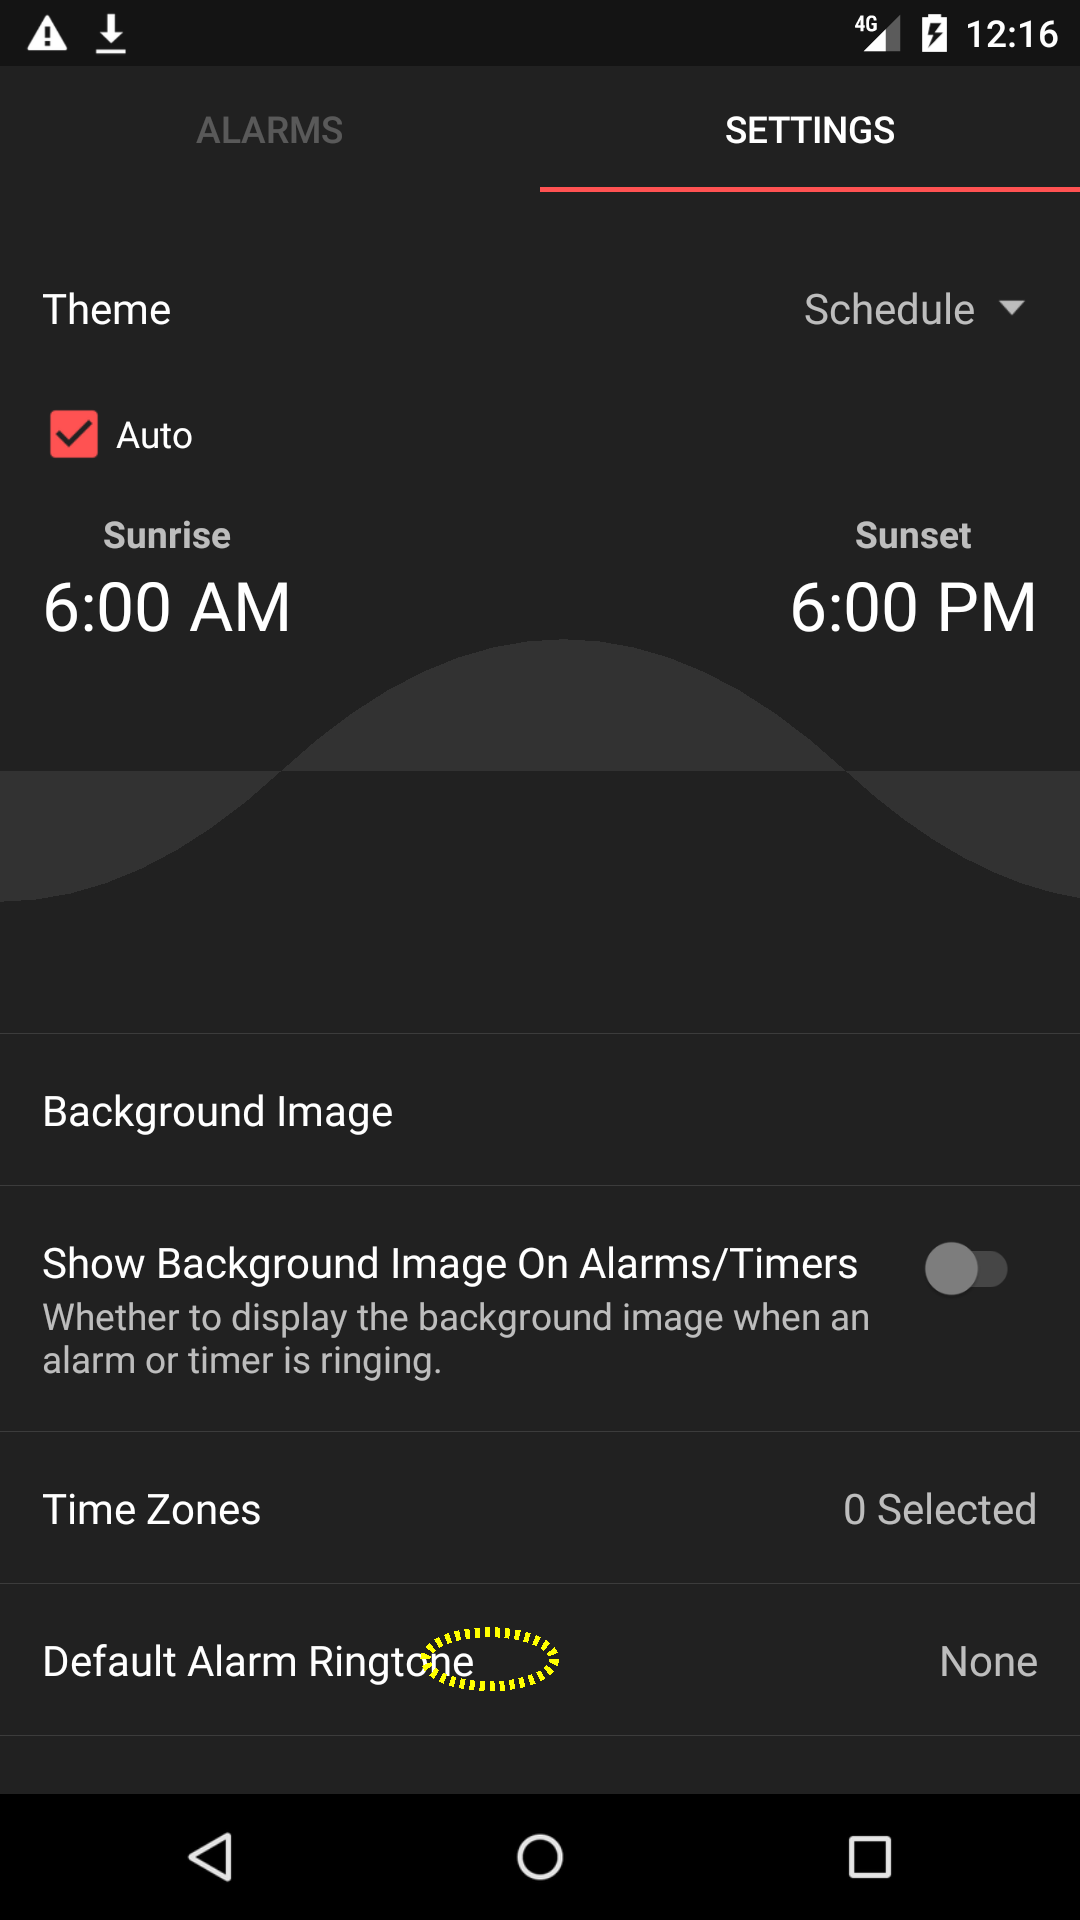 4G 12:16
ALARMS SETTINGS
Theme Schedule
Auto
Sunrise Sunset
6:00 AM 6:00 PM
Background Image
Show Background Image On Alarms/Timers
Whether to display the background image when an
alarm or timer is ringing.
Time Zones 0 Selected
Default Alarm Ringtone None